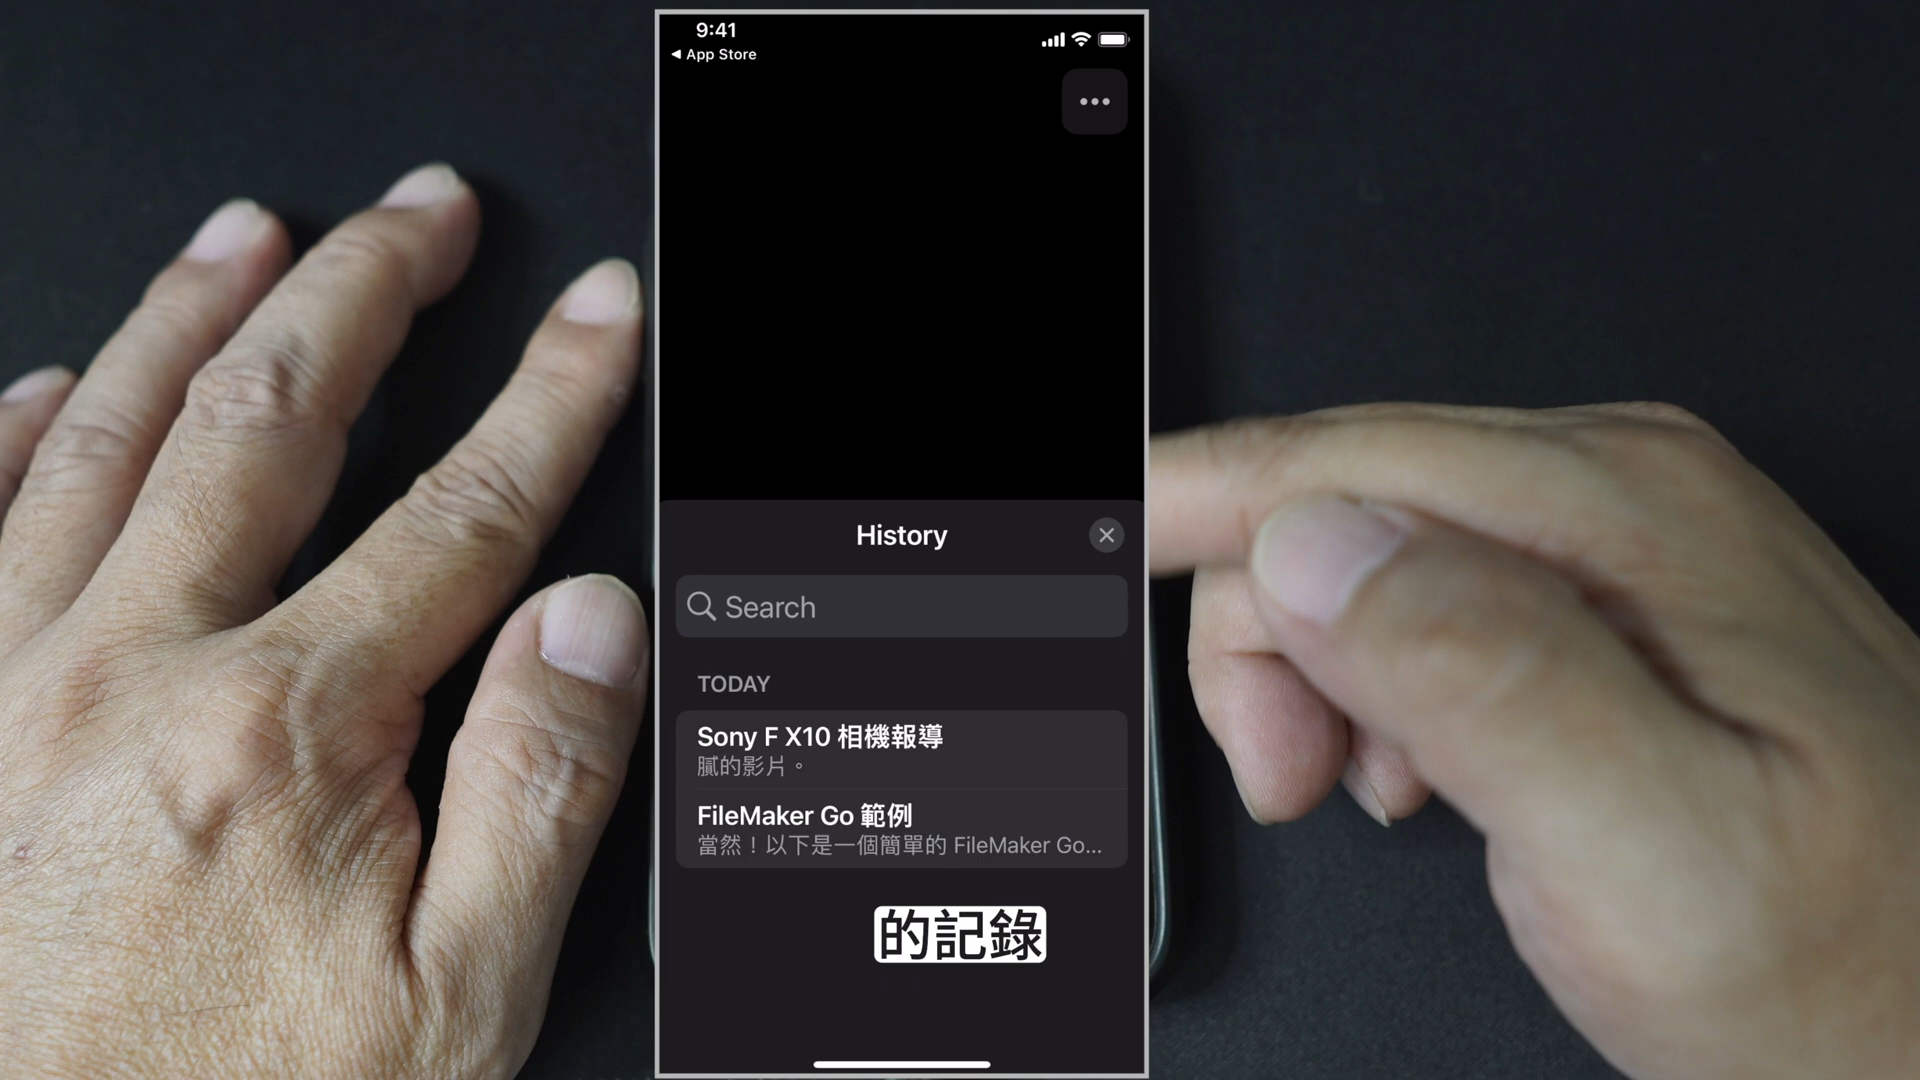 9:41
◀ App Store
History
Search
TODAY
Sony F X10 相機報導
膩的影片。
FileMaker Go 範例
當然！以下是一個簡單的 FileMaker Go...
的記錄